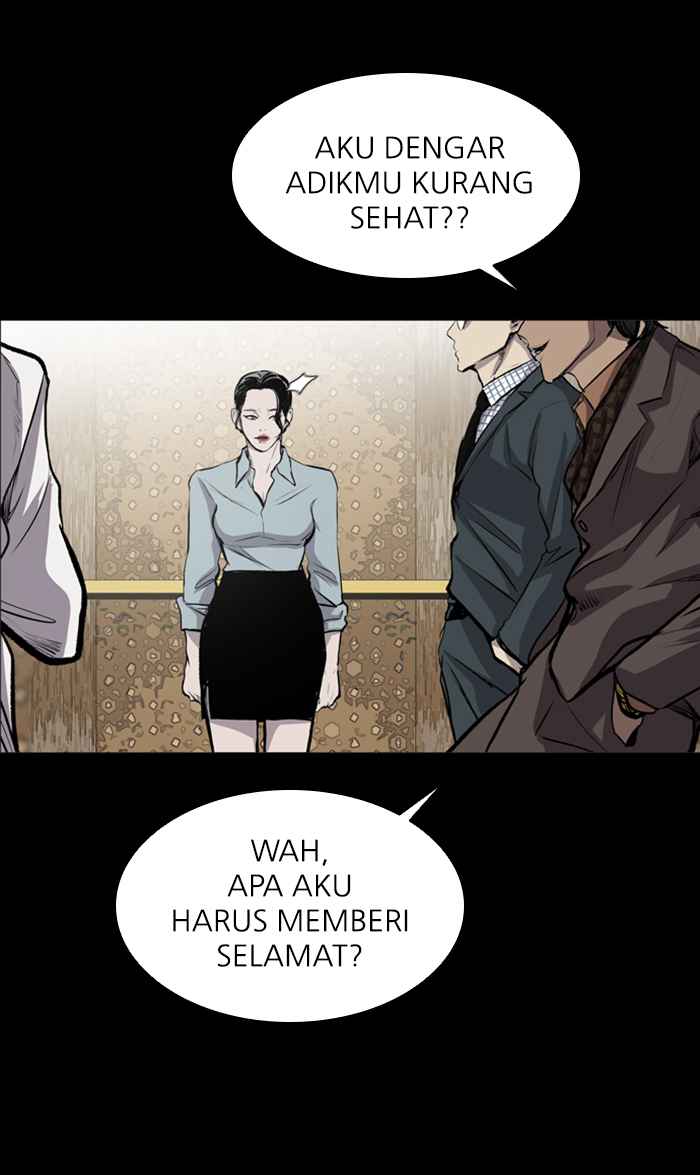 AKU DENGAR
ADIKMU KURANG
SEHAT??
WAH,
APA AKU
HARUS MEMBERI
SELAMAT?